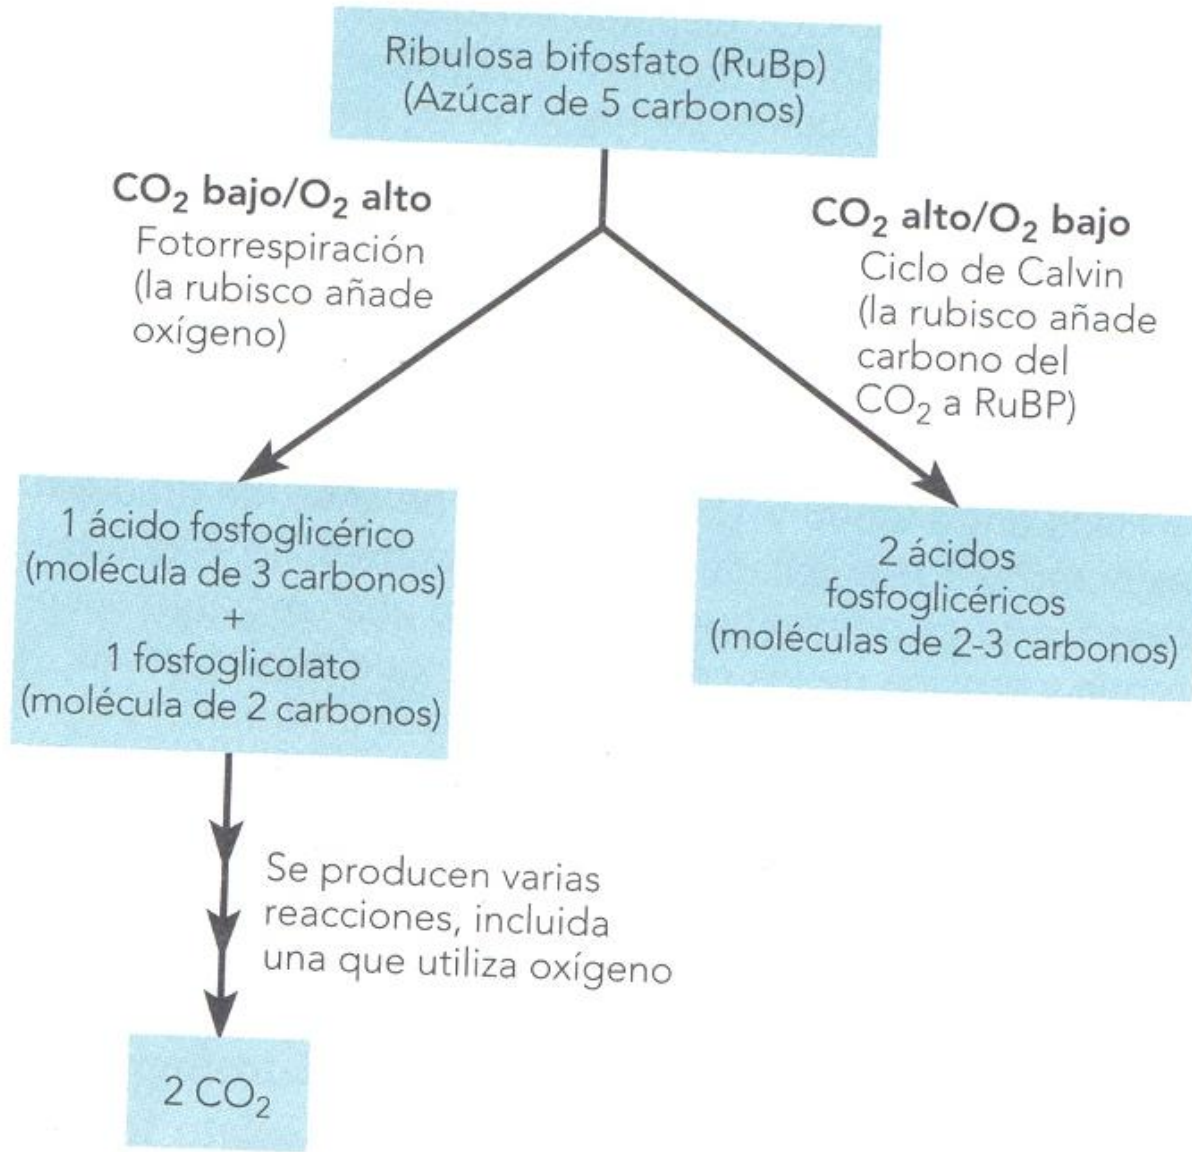 Ribulosa bifosfato (RuBp)
(Azúcar de 5 carbonos)
CO₂ bajo/O₂ alto
Fotorrespiración
(la rubisco añade
oxígeno)
CO₂ alto/O₂ bajo
Ciclo de Calvin
(la rubisco añade
carbono del
CO₂ a RuBP)
1 ácido fosfoglicérico
(molécula de 3 carbonos)
+
1 fosfoglicolato
(molécula de 2 carbonos)
2 ácidos
fosfoglicéricos
(moléculas de 2-3 carbonos)
Se producen varias
reacciones, incluida
una que utiliza oxígeno
2 CO₂